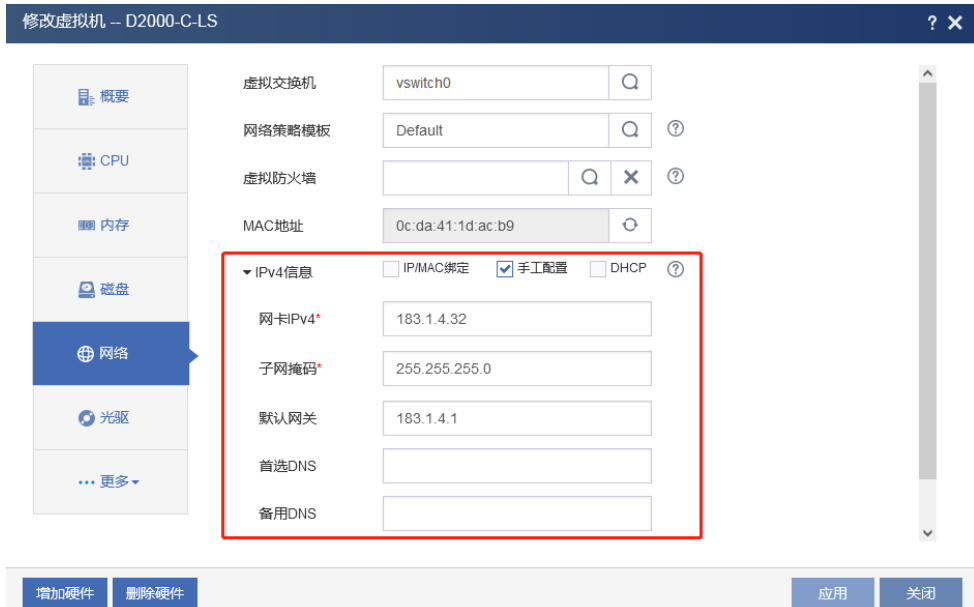 修改虚拟机 -- D2000-C-LS
? ×
概要
CPU
内存
磁盘
网络
光驱
••• 更多
虚拟交换机 vswitch0
网络策略模板 Default ?
虚拟防火墙 ?
MAC地址 0c:da:41:1d:ac:b9
IPv4信息 IP/MAC绑定 手工配置 DHCP ?
网卡IPv4* 183.1.4.32
子网掩码* 255.255.255.0
默认网关 183.1.4.1
首选DNS
备用DNS
增加硬件 删除硬件 应用 关闭